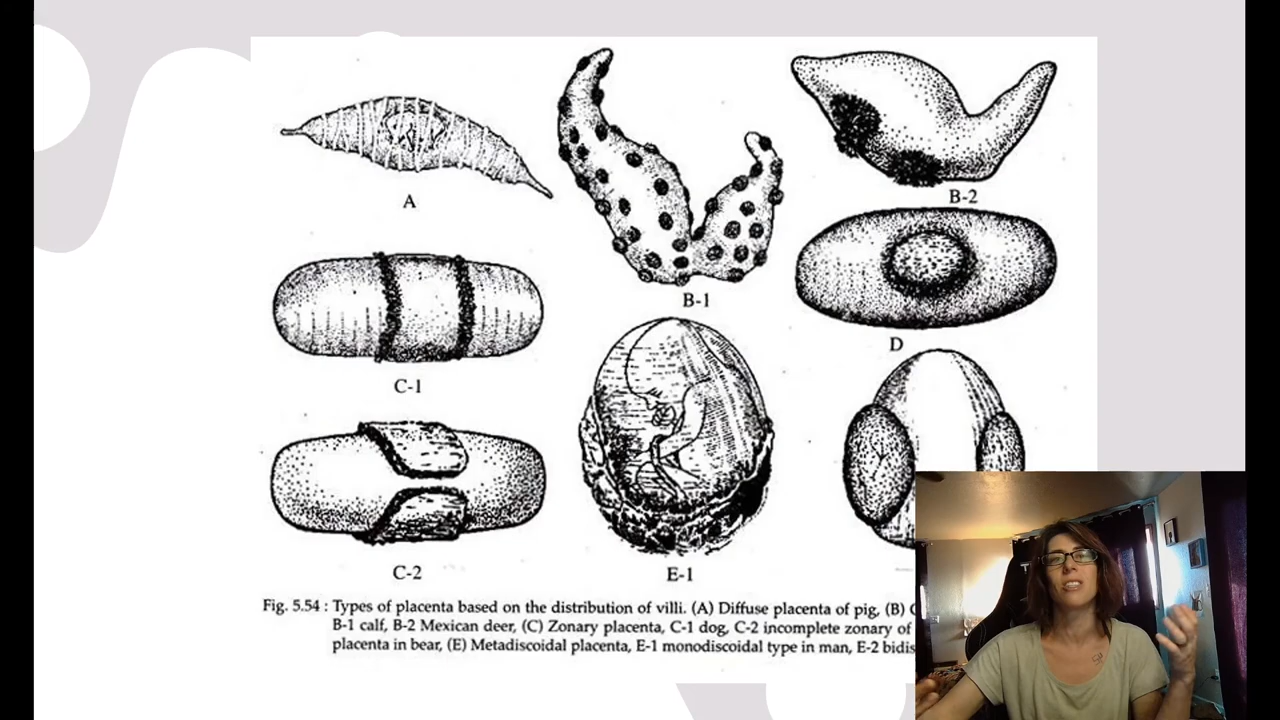 A
B-1
B-2
C-1
D
C-2
E-1
Fig. 5.54 : Types of placenta based on the distribution of villi. (A) Diffuse placenta of pig, (B)
B-1 calf, B-2 Mexican deer, (C) Zonary placenta, C-1 dog, C-2 incomplete zonary of
placenta in bear, (E) Metadiscoidal placenta, E-1 monodiscoidal type in man, E-2 bidis